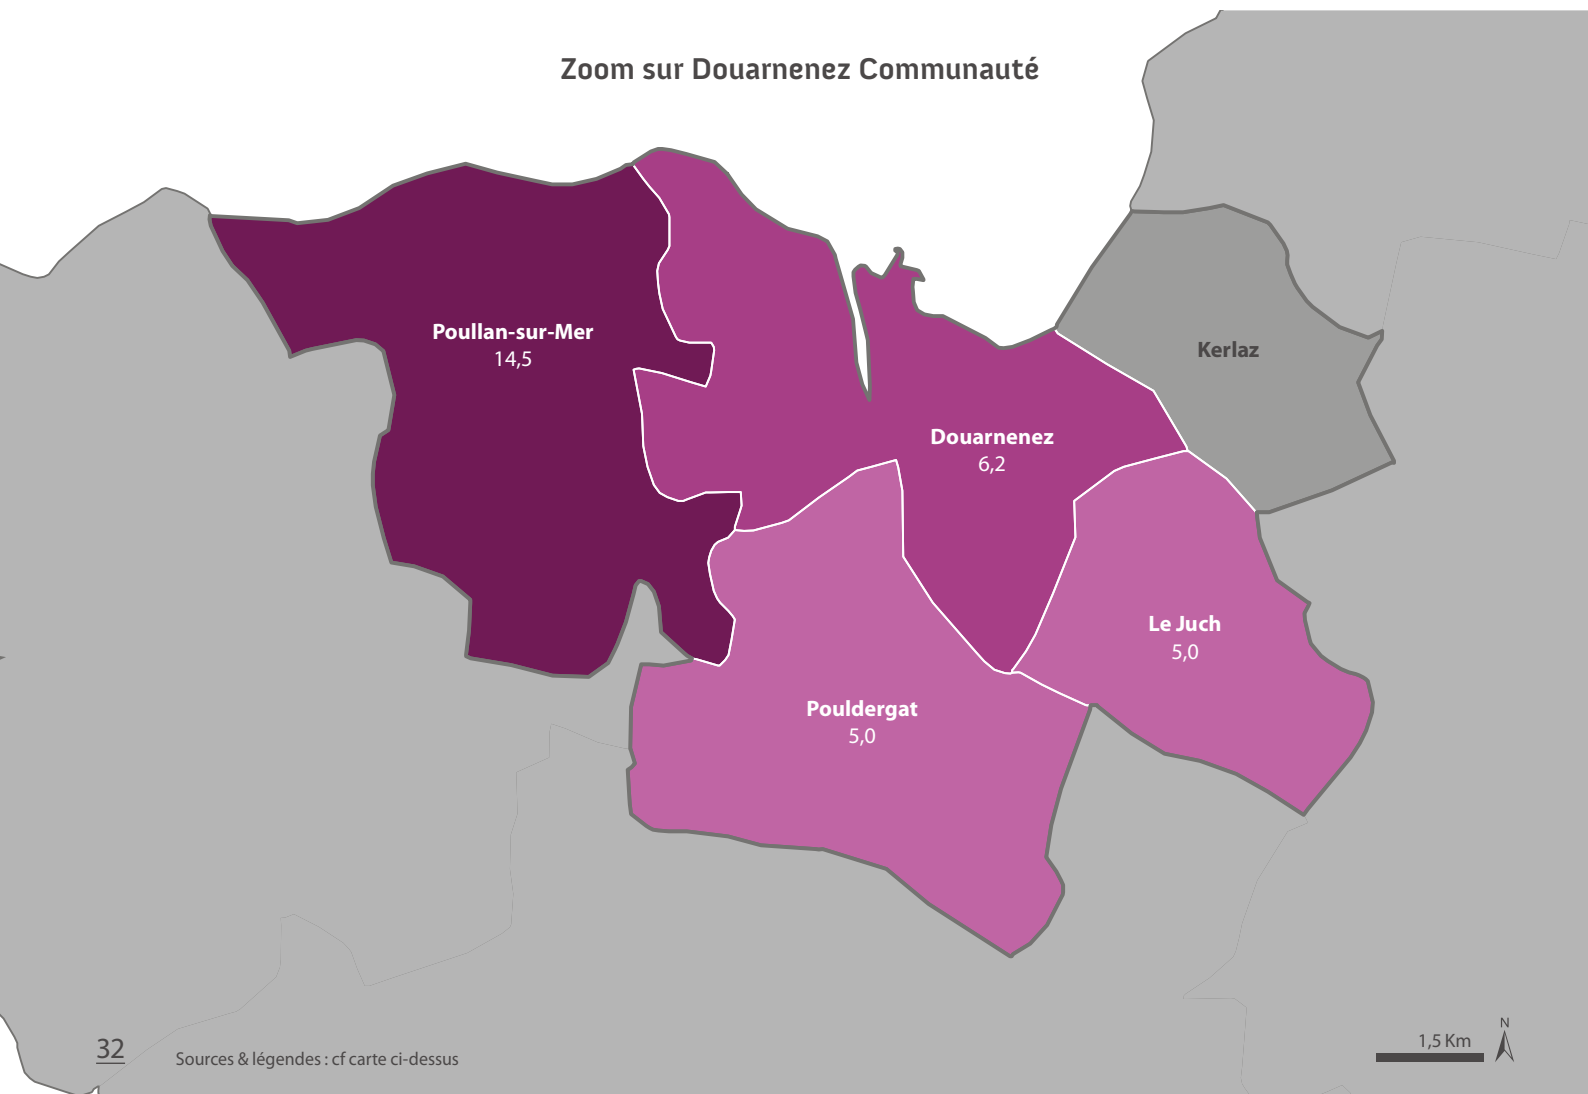 Zoom sur Douarnenez Communauté
Poullan-sur-Mer
14,5
Kerlaz
Douarnenez
6,2
Le Juch
5,0
Pouldergat
5,0
32
Sources & légendes : cf carte ci-dessus
1,5 Km
N